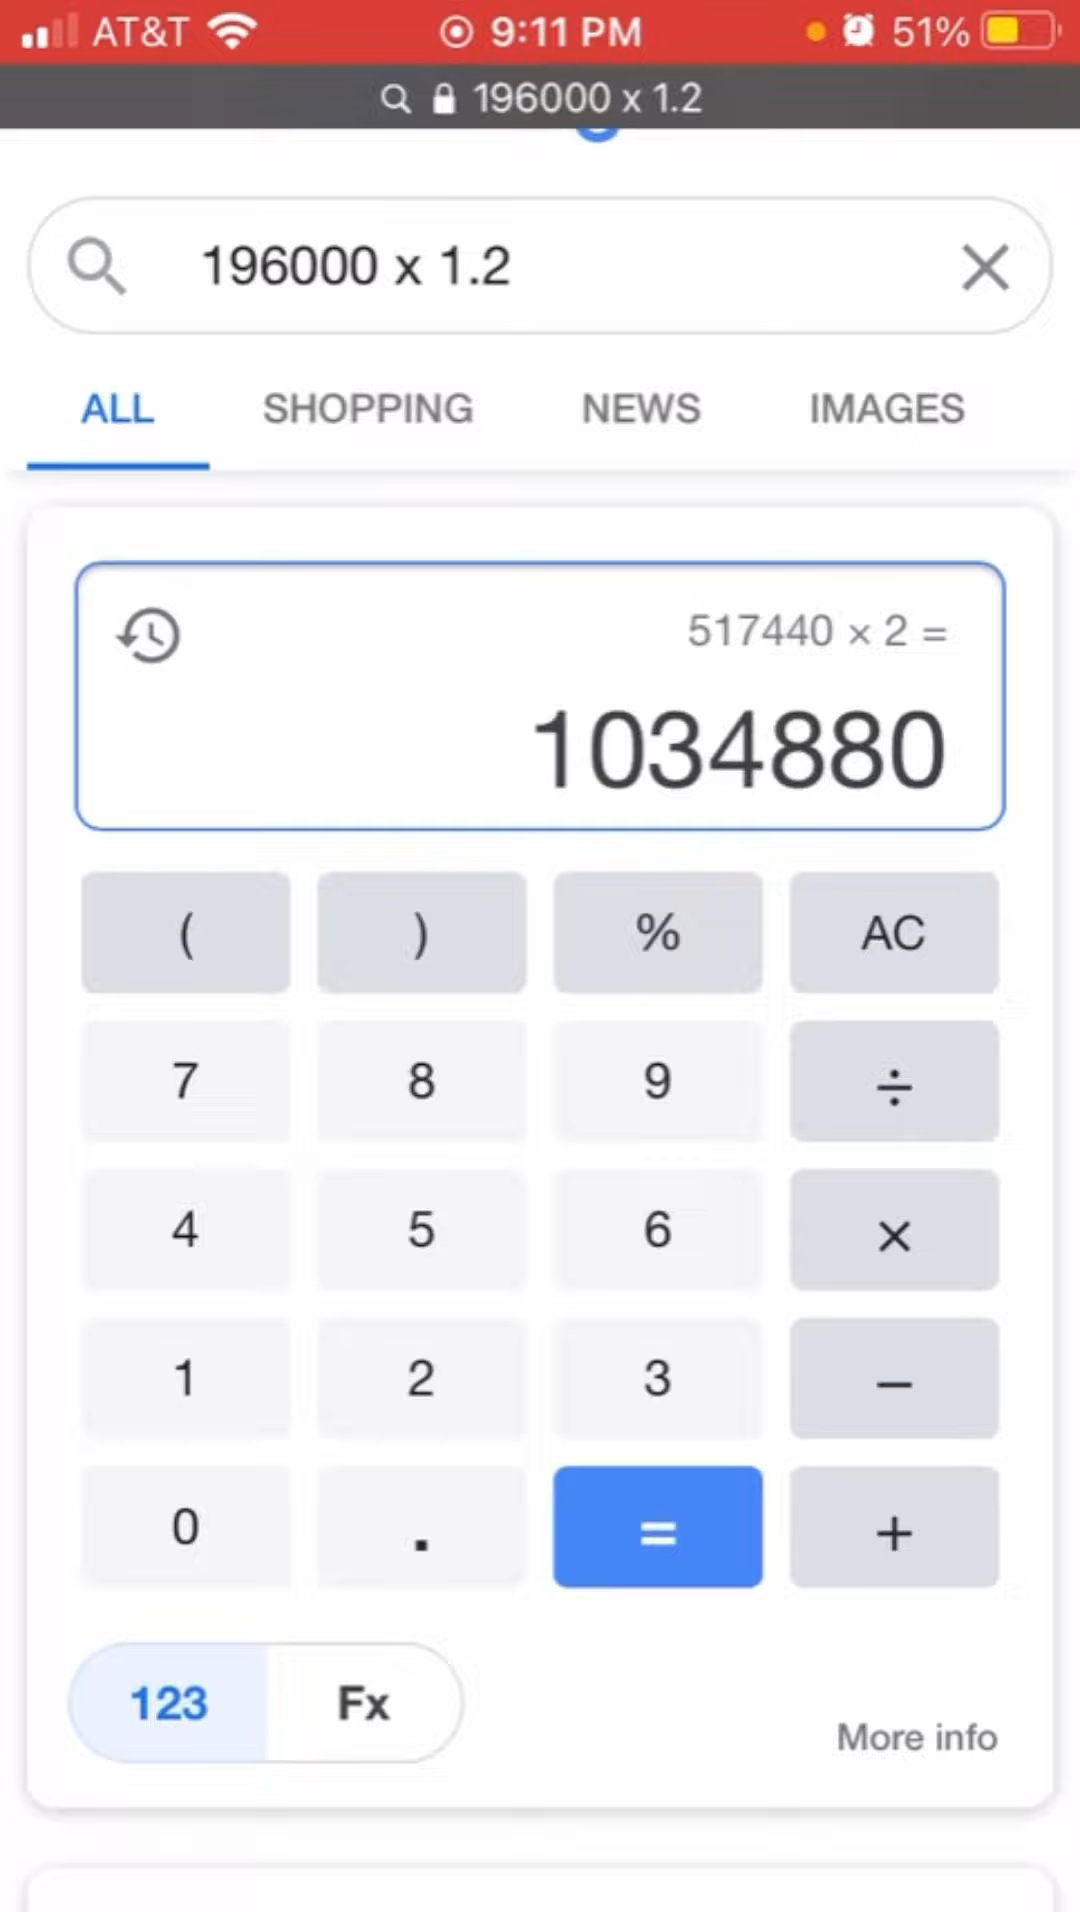 AT&T 9:11 PM 51%
196000 x 1.2
196000 x 1.2
ALL SHOPPING NEWS IMAGES
517440 × 2 =
1034880
( ) % AC
7 8 9 ÷
4 5 6 ×
1 2 3 −
0 . = +
123 Fx
More info